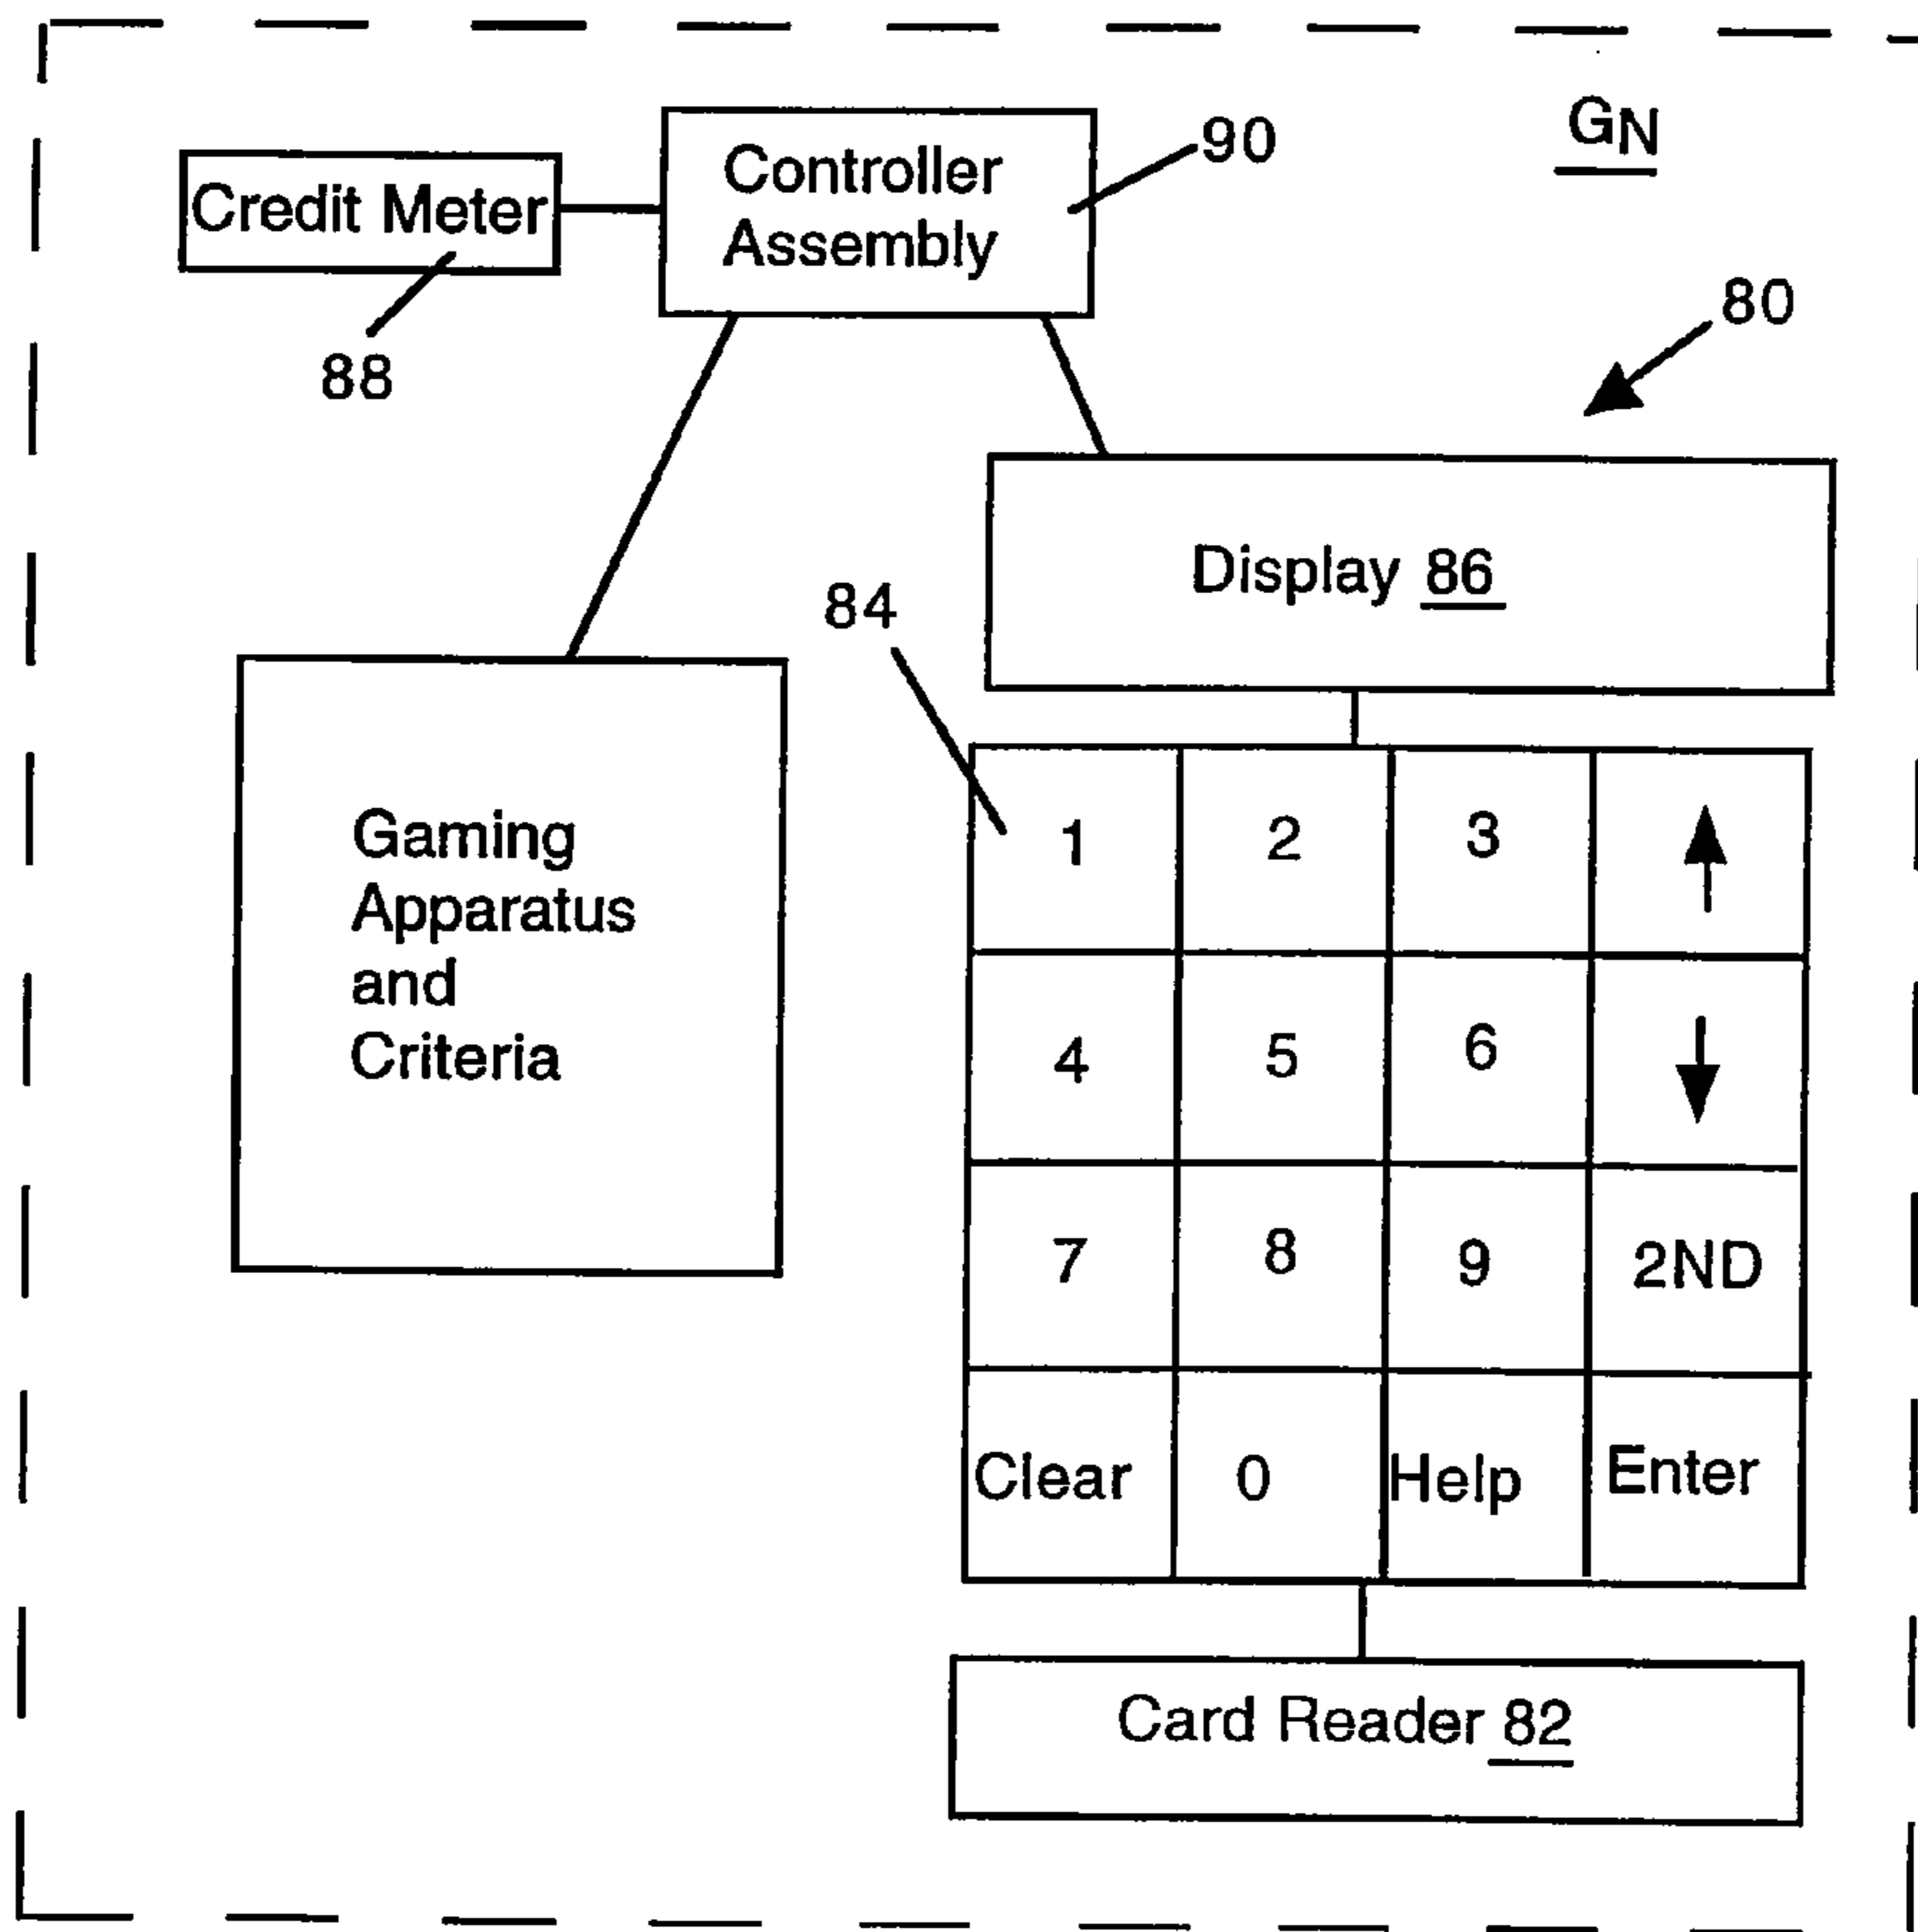 GN
90
Controller
Assembly
Credit Meter
88
80
Display 86
84
Gaming
Apparatus
and
Criteria
1 2 3 ↑
4 5 6 ↓
7 8 9 2ND
Clear 0 Help Enter
Card Reader 82